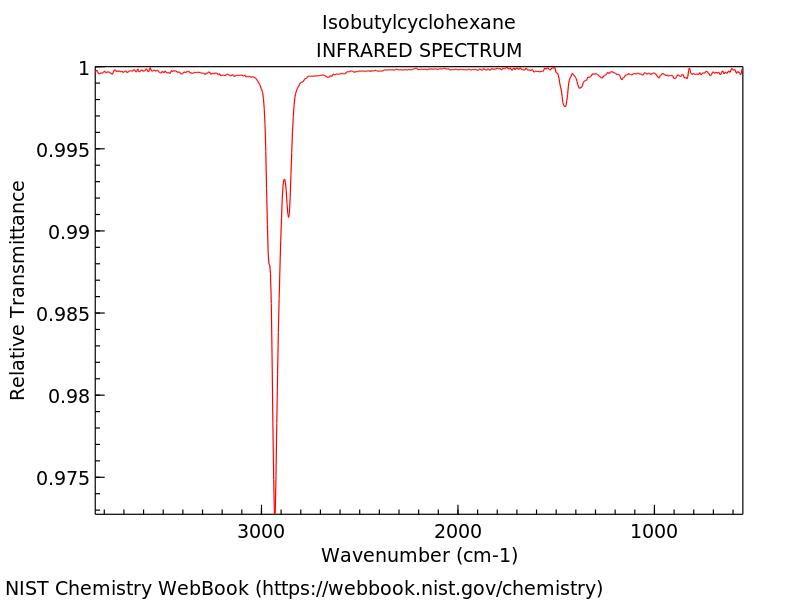 Isobutylcyclohexane
INFRARED SPECTRUM
1
0.995
0.99
0.985
0.98
0.975
Relative Transmittance
3000 2000 1000
Wavenumber (cm-1)
NIST Chemistry WebBook (https://webbook.nist.gov/chemistry)